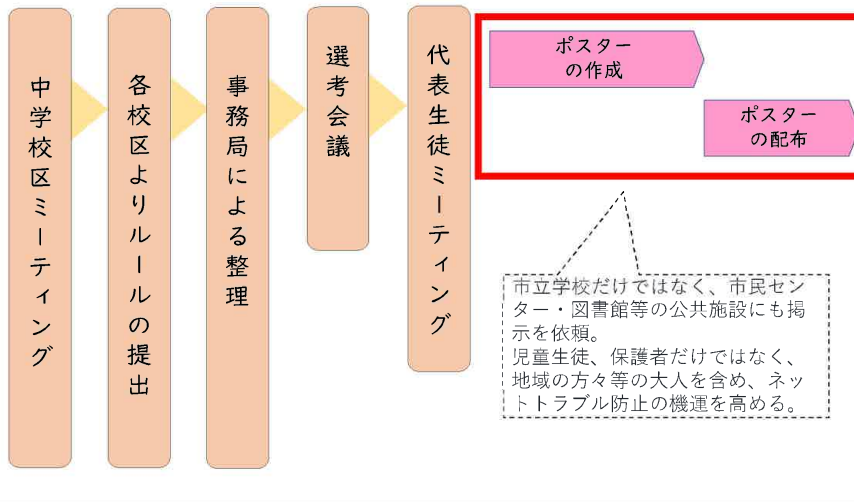 中学校区ミーティング
各校区よりルールの提出
事務局による整理
選考会議
代表生徒ミーティング
ポスター
の作成
ポスター
の配布
市立学校だけではなく、市民セン
ター・図書館等の公共施設にも掲
示を依頼。
児童生徒、保護者だけではなく、
地域の方々等の大人を含め、ネッ
トトラブル防止の機運を高める。